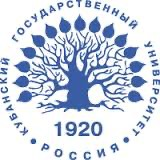 КУБАНСКИЙ ГОСУДАРСТВЕННЫЙ УНИВЕРСИТЕТ
1920
РОССИЯ